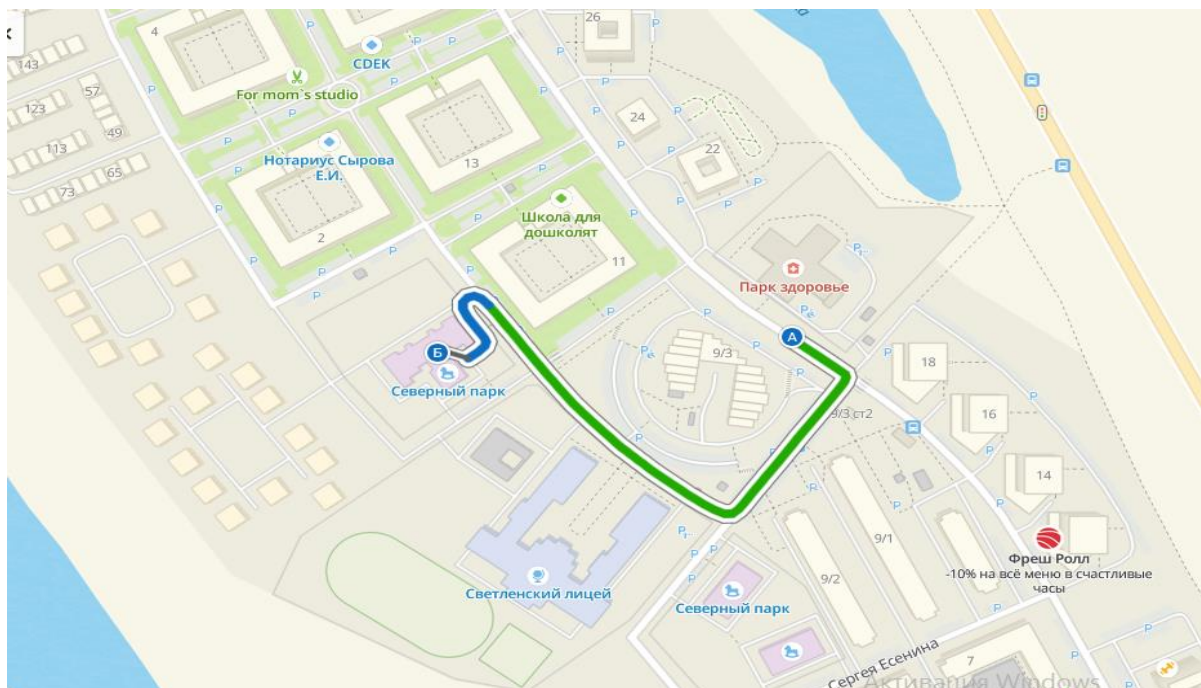 26
4
CDEK
143
For mom`s studio
57
123
49
24
113
Нотариус Сырова
Е.И.
13
22
65
73
Школа для
дошколят
2
11
Парк здоровье
А
Б
9/3
18
Северный парк
9/3 ст2
16
14
9/1
Фреш Ролл
-10% на всё меню в счастливые
часы
Светленский лицей
9/2
Северный парк
Сергея Есенина
7
Активация Windows